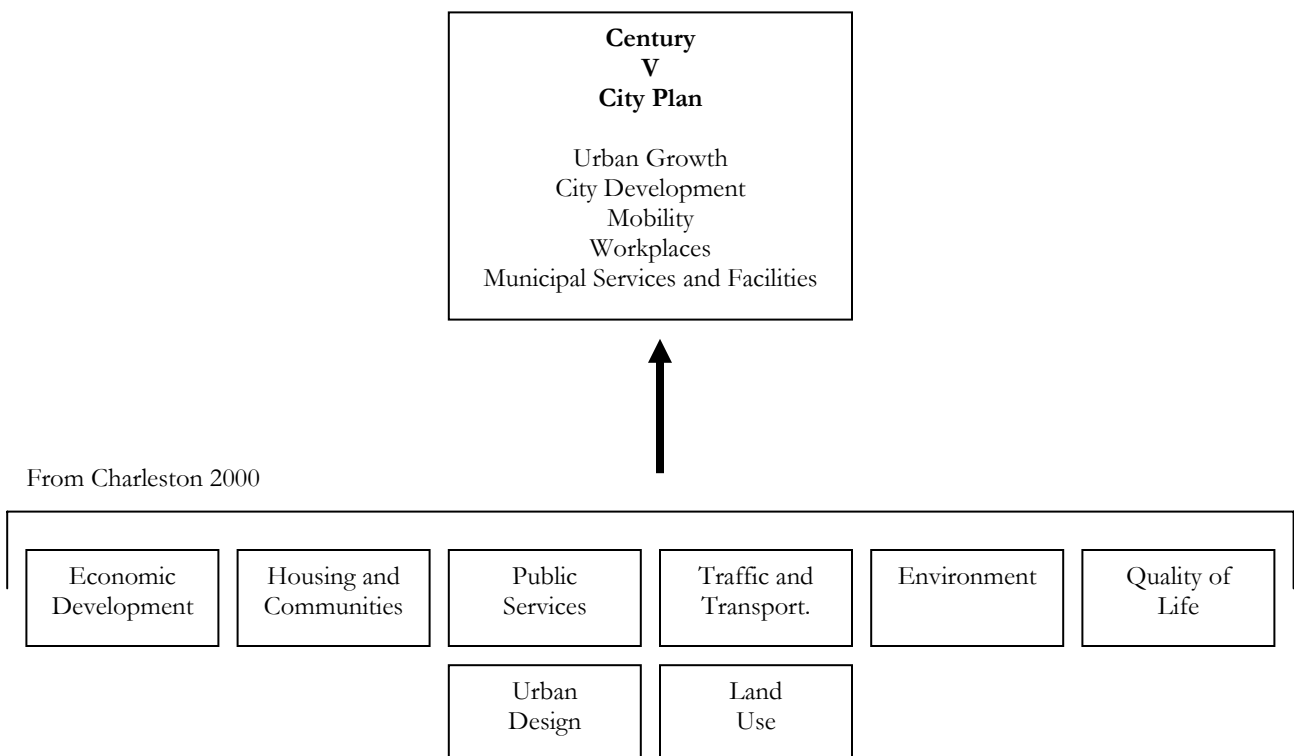 Century
V
City Plan
Urban Growth
City Development
Mobility
Workplaces
Municipal Services and Facilities
From Charleston 2000
Economic
Development
Housing and
Communities
Public
Services
Traffic and
Transport.
Environment
Quality of
Life
Urban
Design
Land
Use